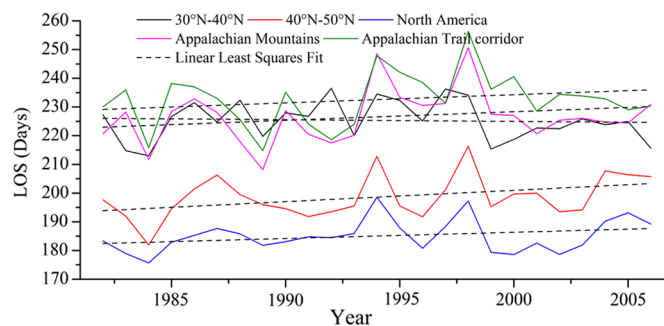 260
30°N-40°N 40°N-50°N North America
250
Appalachian Mountains Appalachian Trail corridor
240
Linear Least Squares Fit
230
220
210
200
190
180
170
LOS (Days)
1985 1990 1995 2000 2005
Year